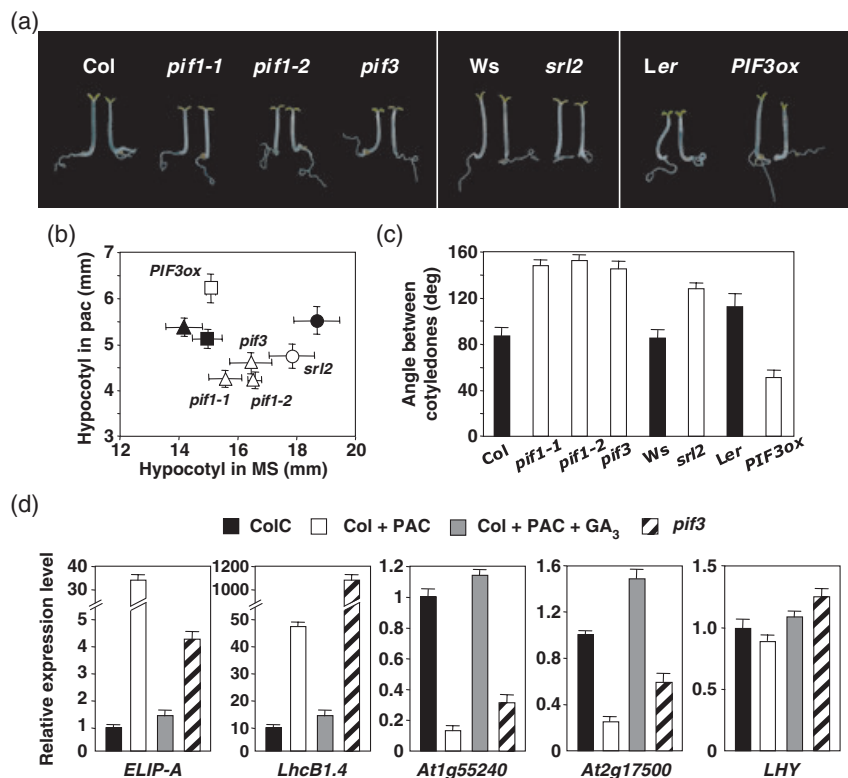 (a)
Col pif1-1 pif1-2 pif3 Ws srl2 Ler PIF3ox
(b)
Hypocotyl in pac (mm)
7
6
5
4
3
PIF3ox
pif3
srl2
pif1-1
pif1-2
12 14 16 18 20
Hypocotyl in MS (mm)
(c)
Angle between
cotyledones (deg)
160
120
80
40
0
Col pif1-1 pif1-2 pif3 Ws srl2 Ler PIF3ox
(d)
ColC Col + PAC Col + PAC + GA₃ pif3
Relative expression level
40
30
5
4
3
2
1
0
ELIP-A
1200
1000
50
40
30
20
10
0
LhcB1.4
1.2
1.0
0.8
0.6
0.4
0.2
0
At1g55240
1.6
1.2
0.8
0.4
0
At2g17500
1.5
1.0
0.5
0
LHY